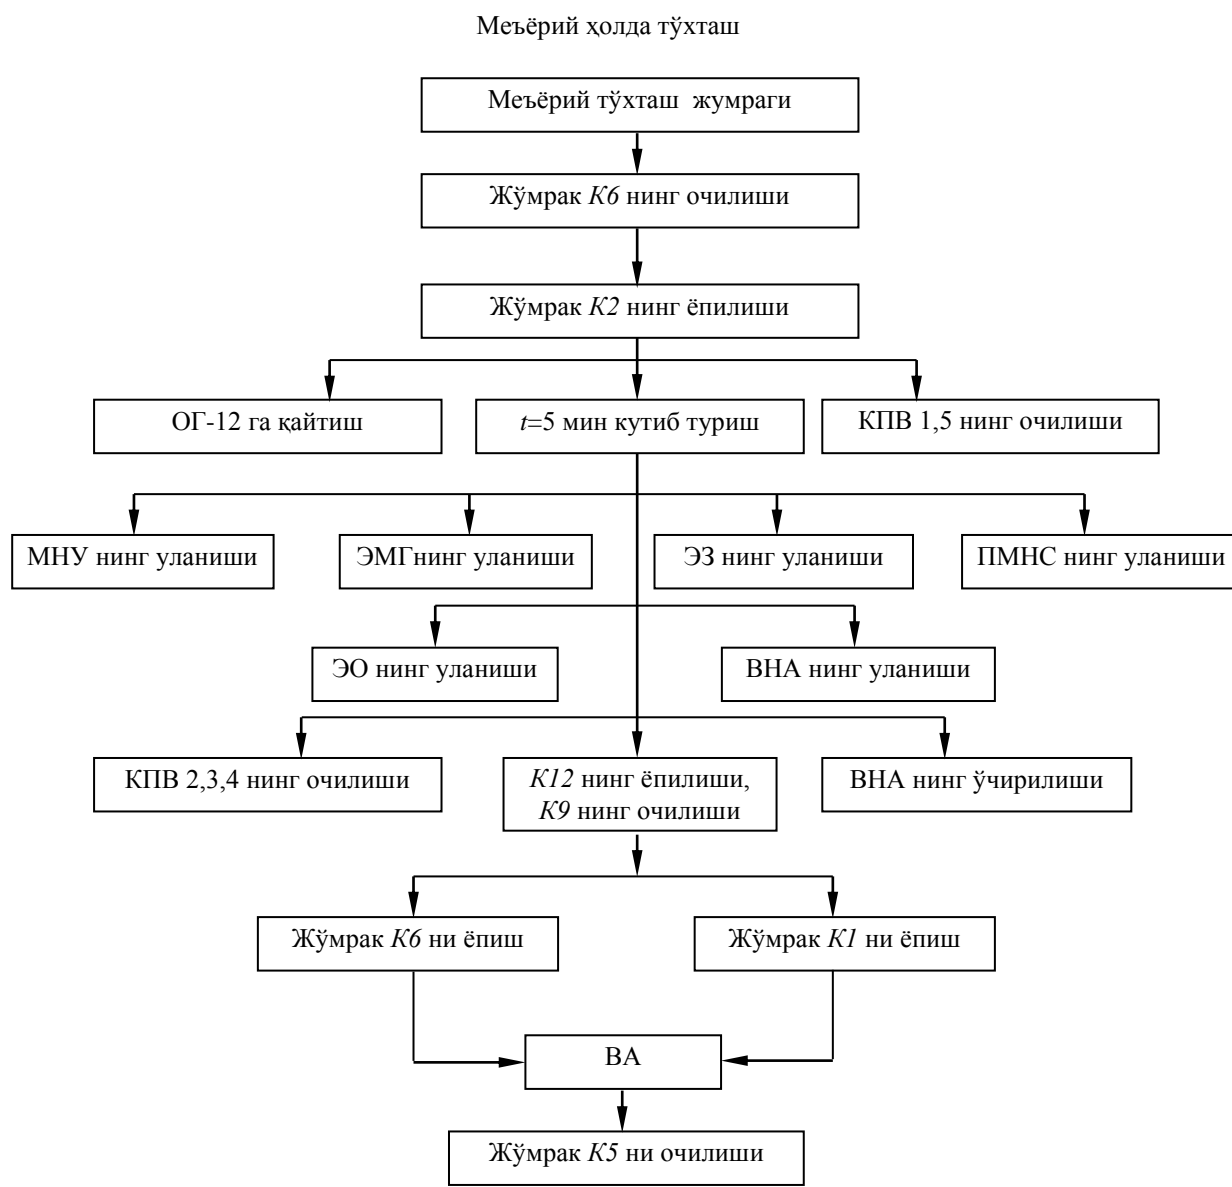 Меъёрий ҳолда тўхташ
Меъёрий тўхташ жумраги
Жўмрак К6 нинг очилиши
Жўмрак К2 нинг ёпилиши
ОГ-12 га қайтиш
t=5 мин кутиб туриш
КПВ 1,5 нинг очилиши
МНУ нинг уланиши
ЭМГнинг уланиши
ЭЗ нинг уланиши
ПМНС нинг уланиши
ЭО нинг уланиши
ВНА нинг уланиши
КПВ 2,3,4 нинг очилиши
К12 нинг ёпилиши,
К9 нинг очилиши
ВНА нинг ўчирилиши
Жўмрак К6 ни ёпиш
Жўмрак К1 ни ёпиш
ВА
Жўмрак К5 ни очилиши